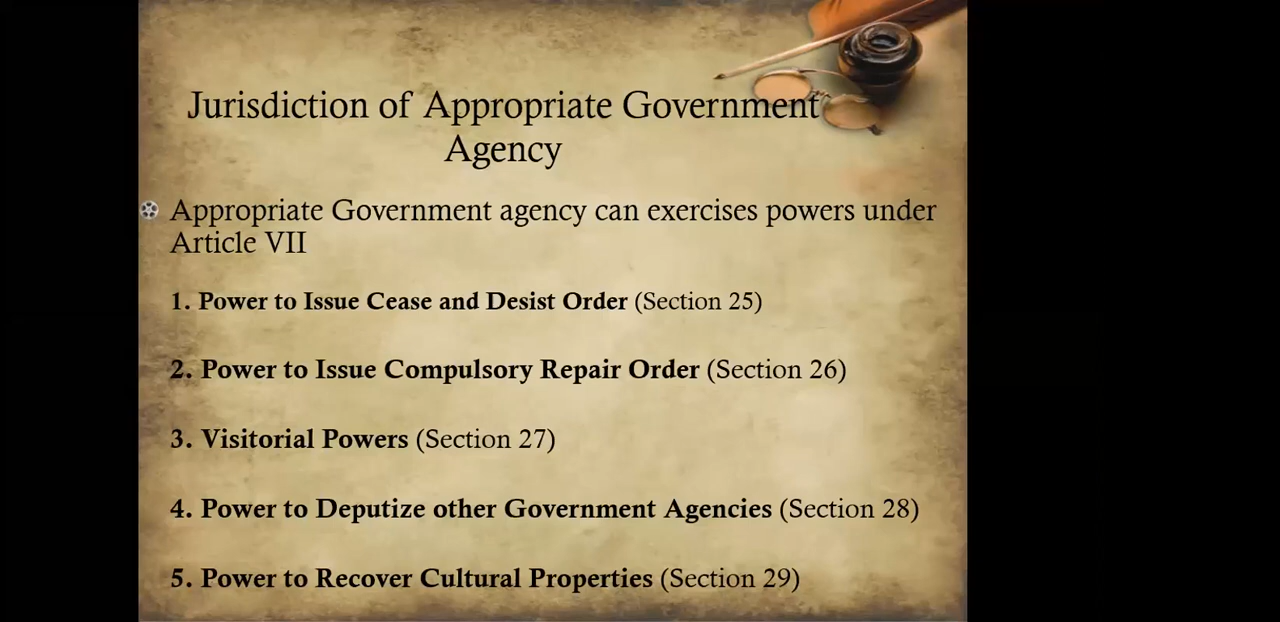 Jurisdiction of Appropriate Government
Agency
Appropriate Government agency can exercises powers under
Article VII
1. Power to Issue Cease and Desist Order (Section 25)
2. Power to Issue Compulsory Repair Order (Section 26)
3. Visitorial Powers (Section 27)
4. Power to Deputize other Government Agencies (Section 28)
5. Power to Recover Cultural Properties (Section 29)